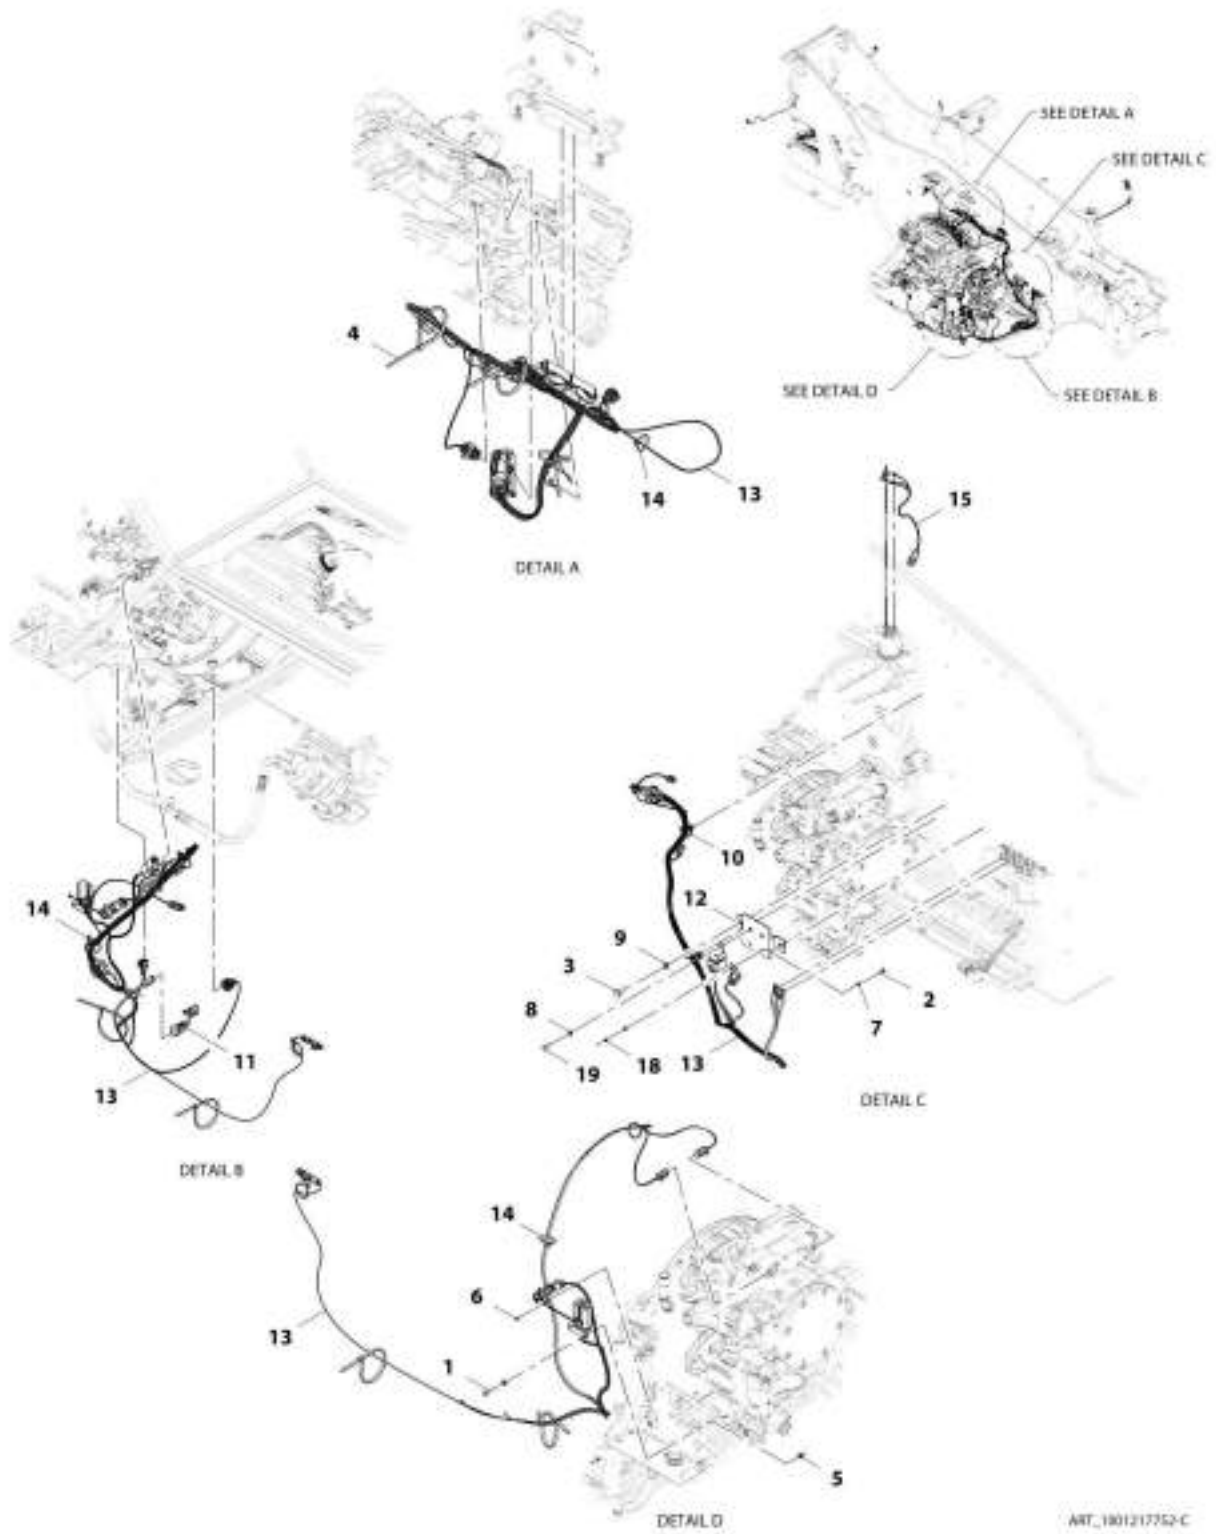 SEE DETAIL A
SEE DETAIL C
SEE DETAIL D
SEE DETAIL B
4
14
13
DETAIL A
15
14
11
13
DETAIL B
10
12
9
3
8
2
7
19
18
13
DETAIL C
14
6
13
1
5
DETAIL D
ART_1001217752-C